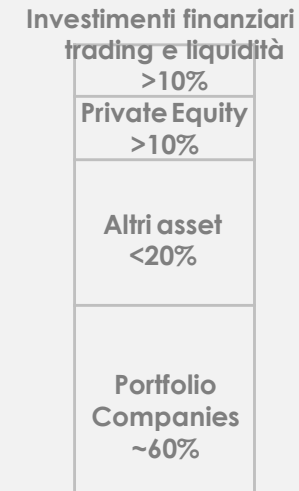 Investimenti finanziari
trading e liquidità
>10%
Private Equity
>10%
Altri asset
<20%
Portfolio
Companies
~60%